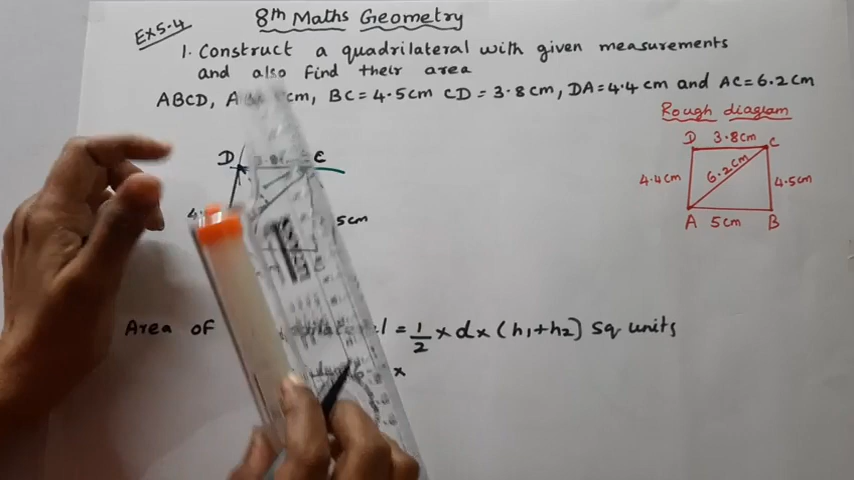 Ex 5.4
8th Maths Geometry
1. Construct a quadrilateral with given measurements
and also find their area
ABCD, A cm, BC = 4.5cm CD = 3.8cm, DA = 4.4cm and AC = 6.2cm
Rough diagram
D 3.8cm C
4.4cm 6.2cm 4.5cm
A 5cm B
D C
5cm
Area of = 1/2 x d x (h1+h2) sq units
x